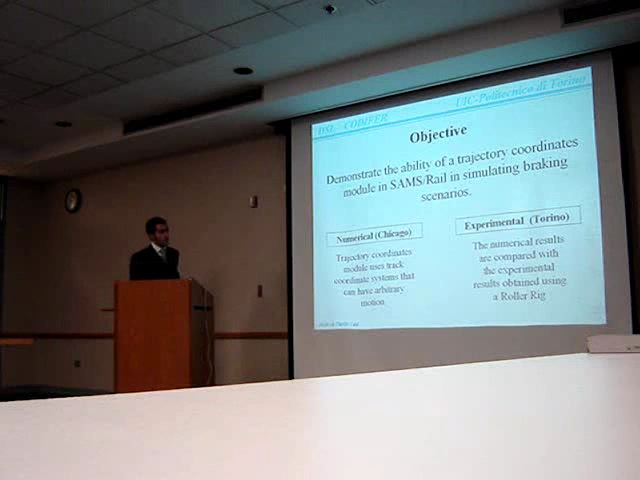 DSL - CODIFER UIC-Politecnico di Torino
Objective
Demonstrate the ability of a trajectory coordinates
module in SAMS/Rail in simulating braking
scenarios.
Numerical (Chicago)
Trajectory coordinates
module uses track
coordinate systems that
can have arbitrary
motion
Experimental (Torino)
The numerical results
are compared with
the experimental
results obtained using
a Roller Rig